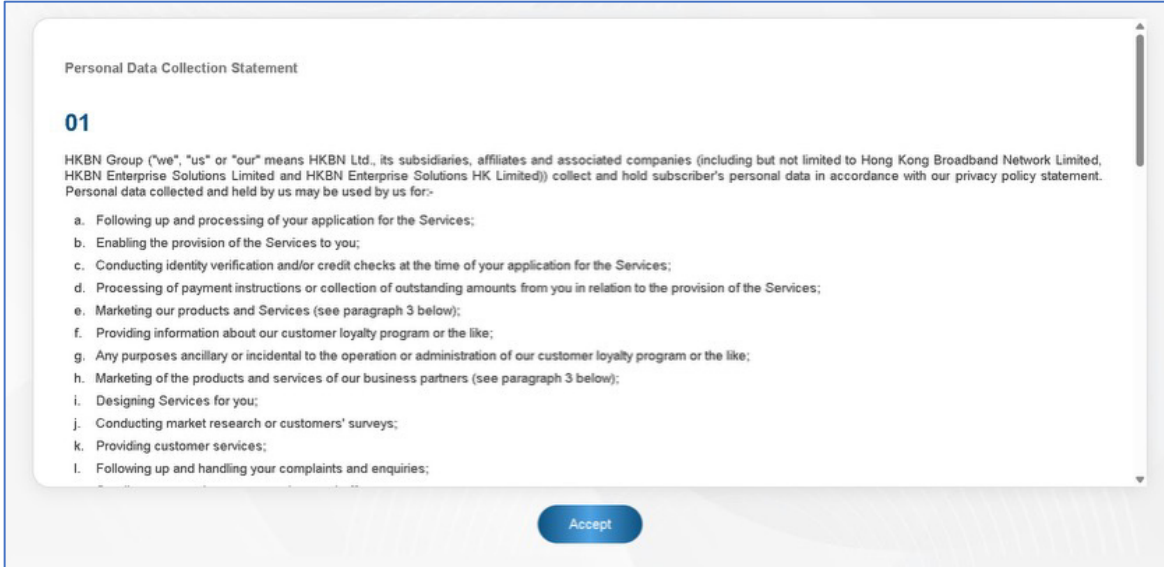 Personal Data Collection Statement
01
HKBN Group ("we", "us" or "our" means HKBN Ltd., its subsidiaries, affiliates and associated companies (including but not limited to Hong Kong Broadband Network Limited,
HKBN Enterprise Solutions Limited and HKBN Enterprise Solutions HK Limited)) collect and hold subscriber's personal data in accordance with our privacy policy statement.
Personal data collected and held by us may be used by us for:-
a. Following up and processing of your application for the Services;
b. Enabling the provision of the Services to you;
c. Conducting identity verification and/or credit checks at the time of your application for the Services;
d. Processing of payment instructions or collection of outstanding amounts from you in relation to the provision of the Services;
e. Marketing our products and Services (see paragraph 3 below);
f. Providing information about our customer loyalty program or the like;
g. Any purposes ancillary or incidental to the operation or administration of our customer loyalty program or the like;
h. Marketing of the products and services of our business partners (see paragraph 3 below);
i. Designing Services for you;
j. Conducting market research or customers' surveys;
k. Providing customer services;
l. Following up and handling your complaints and enquiries;
Accept